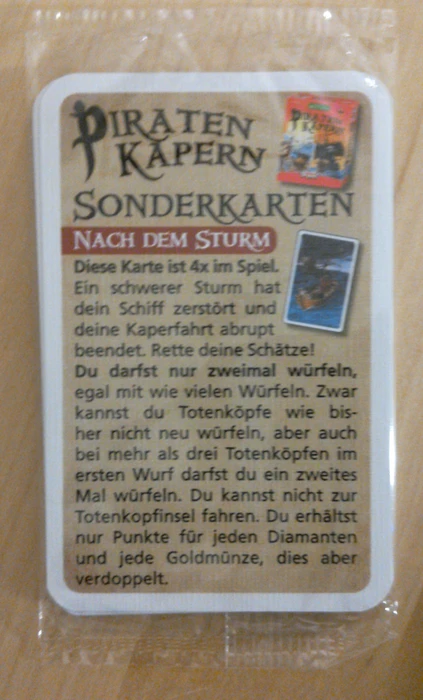 PIRATEN
KAPERN
PIRATEN
KAPERN
SONDERKARTEN
NACH DEM STURM
Diese Karte ist 4x im Spiel.
Ein schwerer Sturm hat
dein Schiff zerstört und
deine Kaperfahrt abrupt
beendet. Rette deine Schätze!
Du darfst nur zweimal würfeln,
egal mit wie vielen Würfeln. Zwar
kannst du Totenköpfe wie bis-
her nicht neu würfeln, aber auch
bei mehr als drei Totenköpfen im
ersten Wurf darfst du ein zweites
Mal würfeln. Du kannst nicht zur
Totenkopfinsel fahren. Du erhältst
nur Punkte für jeden Diamanten
und jede Goldmünze, dies aber
verdoppelt.